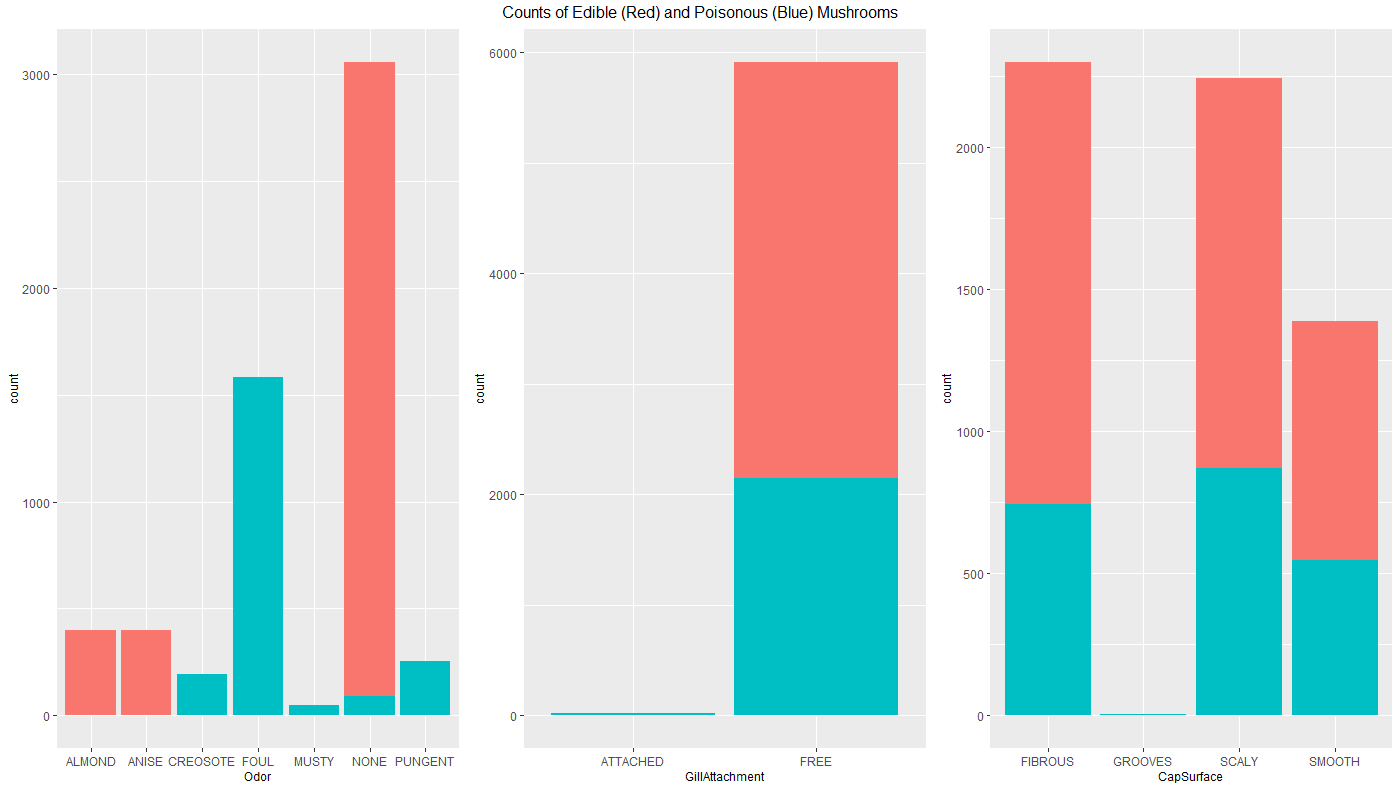 Counts of Edible (Red) and Poisonous (Blue) Mushrooms
count
3000
2000
1000
0
ALMOND ANISE CREOSOTE FOUL MUSTY NONE PUNGENT
Odor
count
6000
4000
2000
0
ATTACHED FREE
GillAttachment
count
2000
1500
1000
500
0
FIBROUS GROOVES SCALY SMOOTH
CapSurface